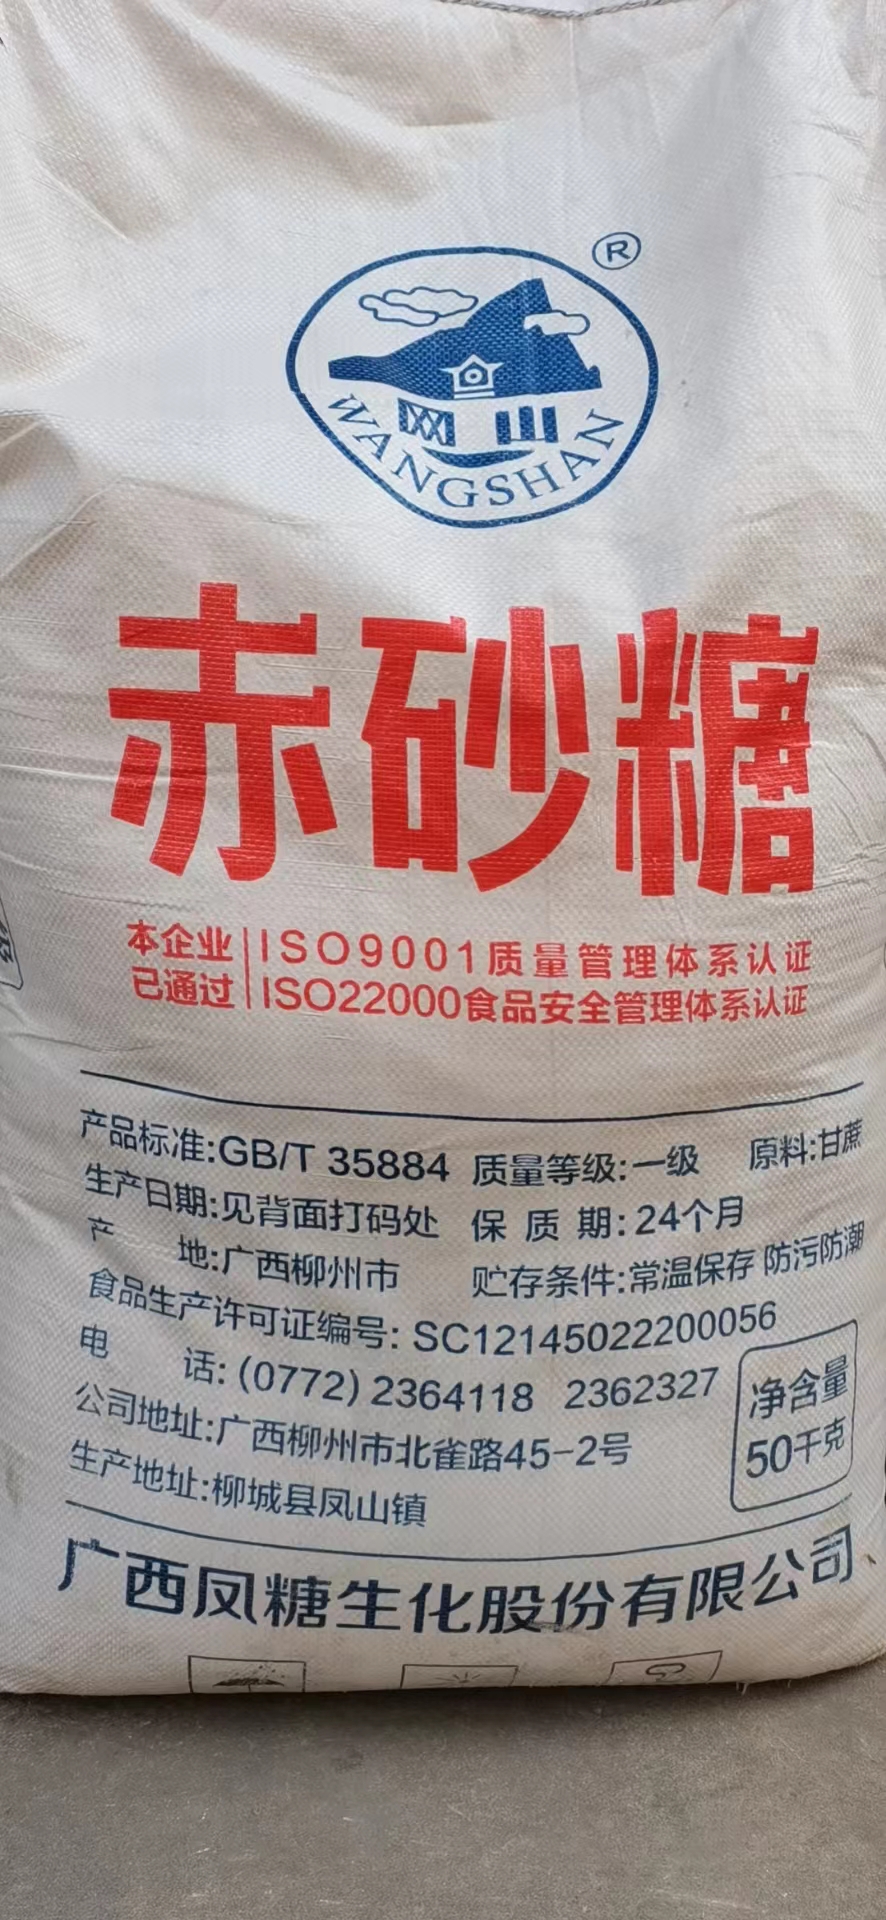 ®
网山
WANGSHAN
赤砂糖
本企业已通过
ISO9001质量管理体系认证
ISO22000食品安全管理体系认证
产品标准:GB/T 35884 质量等级:一级 原料:甘蔗
生产日期:见背面打码处 保质期:24个月
产地:广西柳州市 贮存条件:常温保存 防污防潮
食品生产许可证编号: SC12145022200056
电话: (0772) 2364118 2362327
公司地址:广西柳州市北雀路45-2号
生产地址:柳城县凤山镇
净含量
50千克
广西凤糖生化股份有限公司